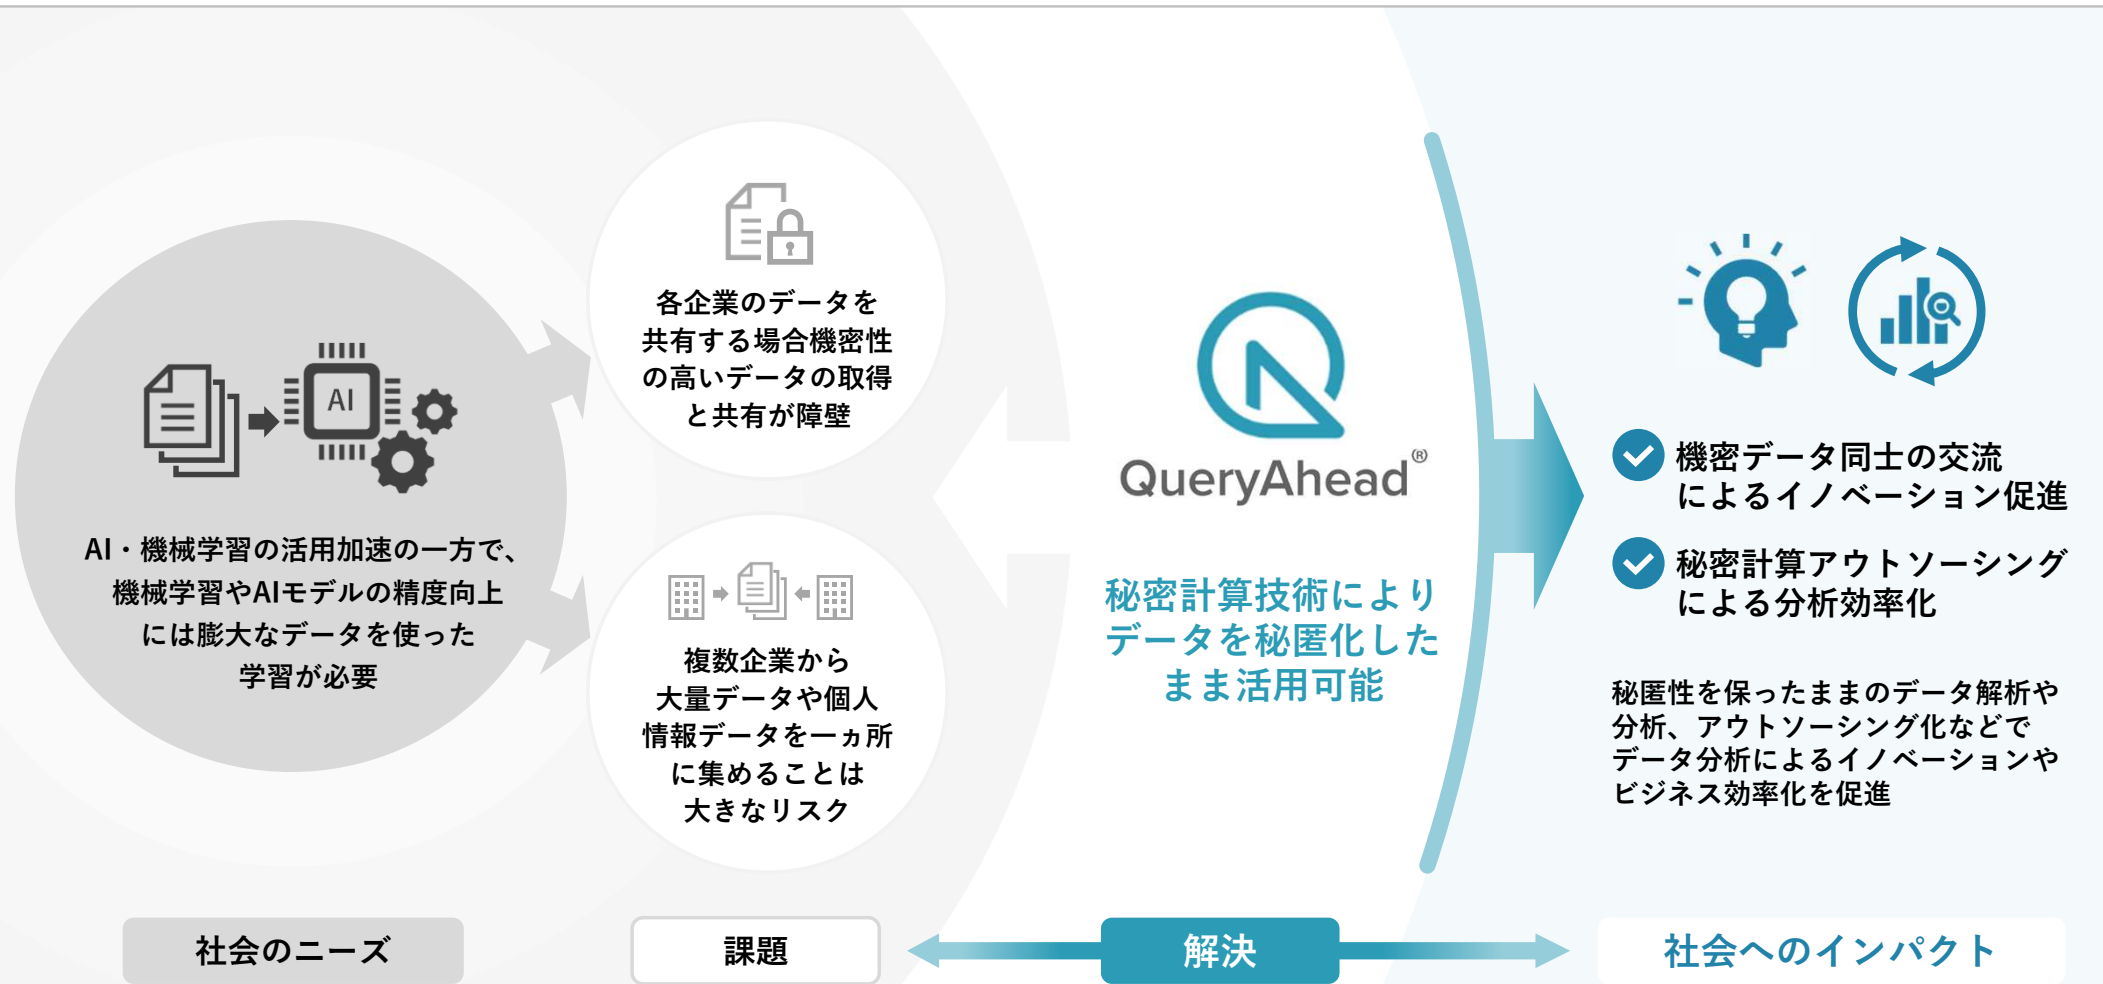 AI
AI・機械学習の活用加速の一方で、
機械学習やAIモデルの精度向上
には膨大なデータを使った
学習が必要
社会のニーズ
各企業のデータを
共有する場合機密性
の高いデータの取得
と共有が障壁
複数企業から
大量データや個人
情報データを一ヵ所
に集めることは
大きなリスク
課題
QueryAhead®
秘密計算技術により
データを秘匿化した
まま活用可能
解決
機密データ同士の交流
によるイノベーション促進
秘密計算アウトソーシング
による分析効率化
秘匿性を保ったままのデータ解析や
分析、アウトソーシング化などで
データ分析によるイノベーションや
ビジネス効率化を促進
社会へのインパクト